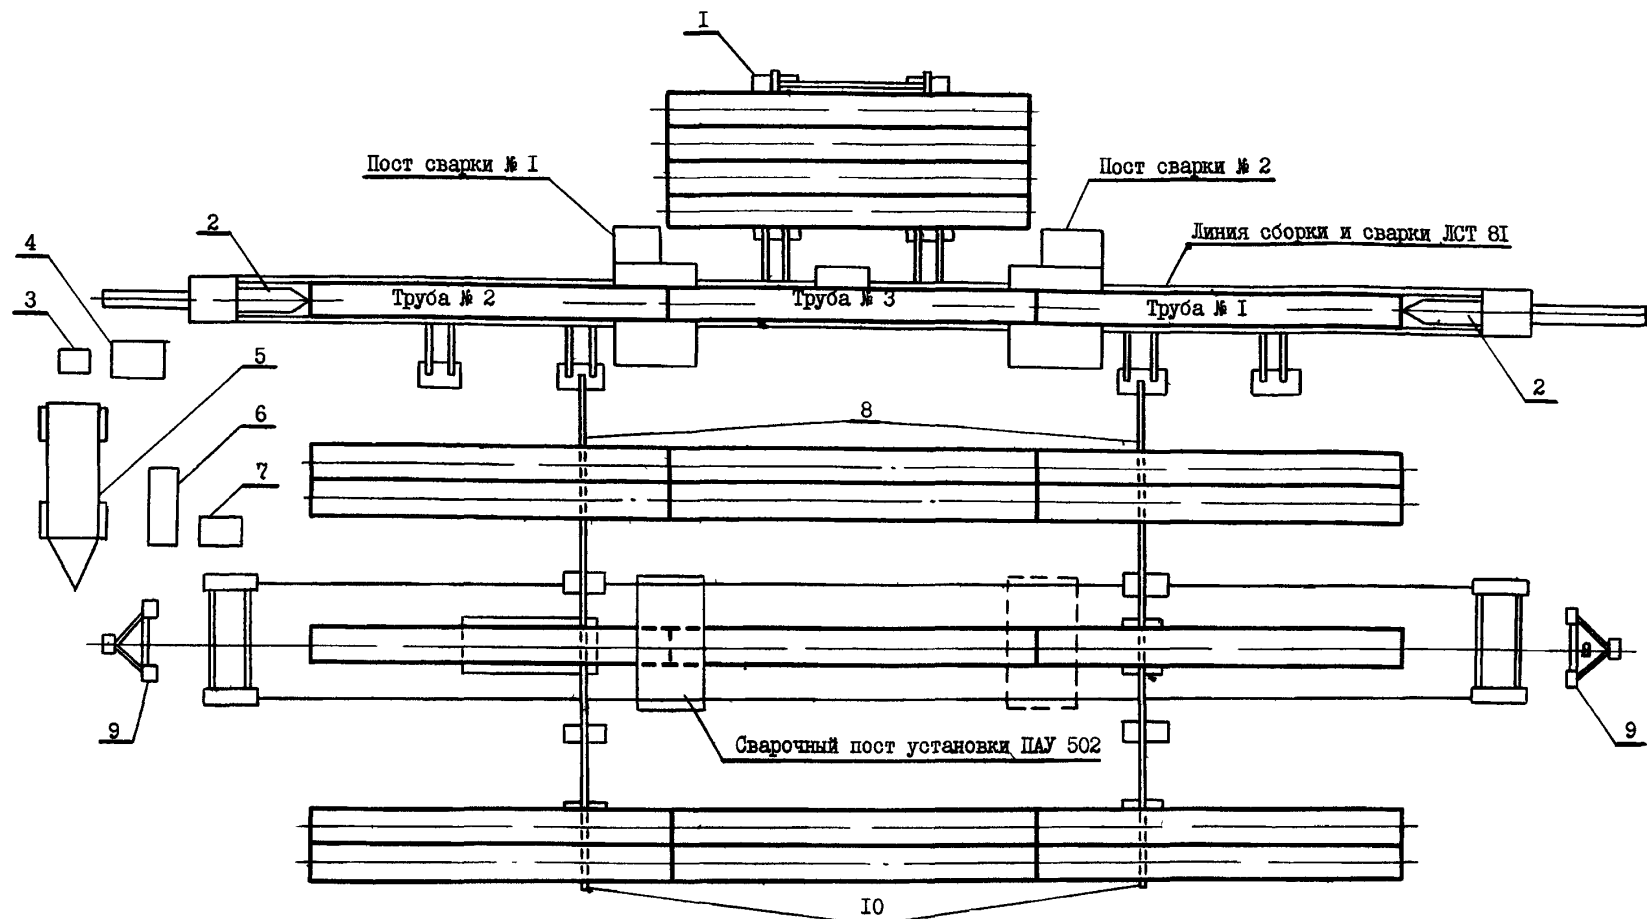 I
Пост сварки № I
Пост сварки № 2
Линия сборки и сварки ЛСТ 8I
2
4
3
Труба № 2
Труба № 3
Труба № I
5
6
7
8
2
9
Сварочный пост установки ПАУ 502
9
I0